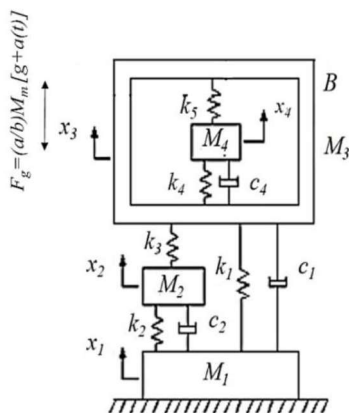 F_g=(a/b)M_m[g+a(t)]
B
k_5
x_4
x_3
M_4
M_3
k_4
c_4
k_3
x_2
M_2
k_1
c_1
k_2
c_2
x_1
M_1